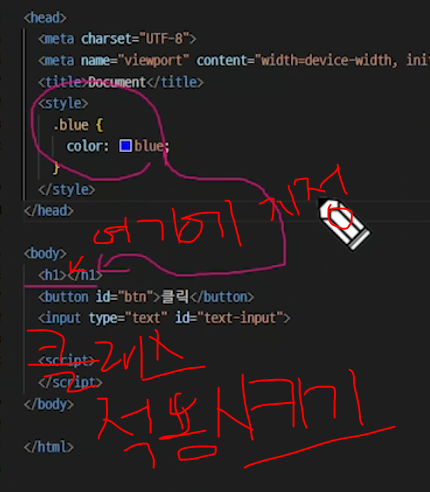 <head>
<meta charset="UTF-8">
<meta name="viewport" content="width=device-width, init
<title>Document</title>
<style>
.blue {
color: blue;
}
</style>
</head>
여기에 지정
<body>
<h1></h1>
<button id="btn">클릭</button>
<input type="text" id="text-input">
<script>
클래스
</script>
적용시키기
</body>
</html>